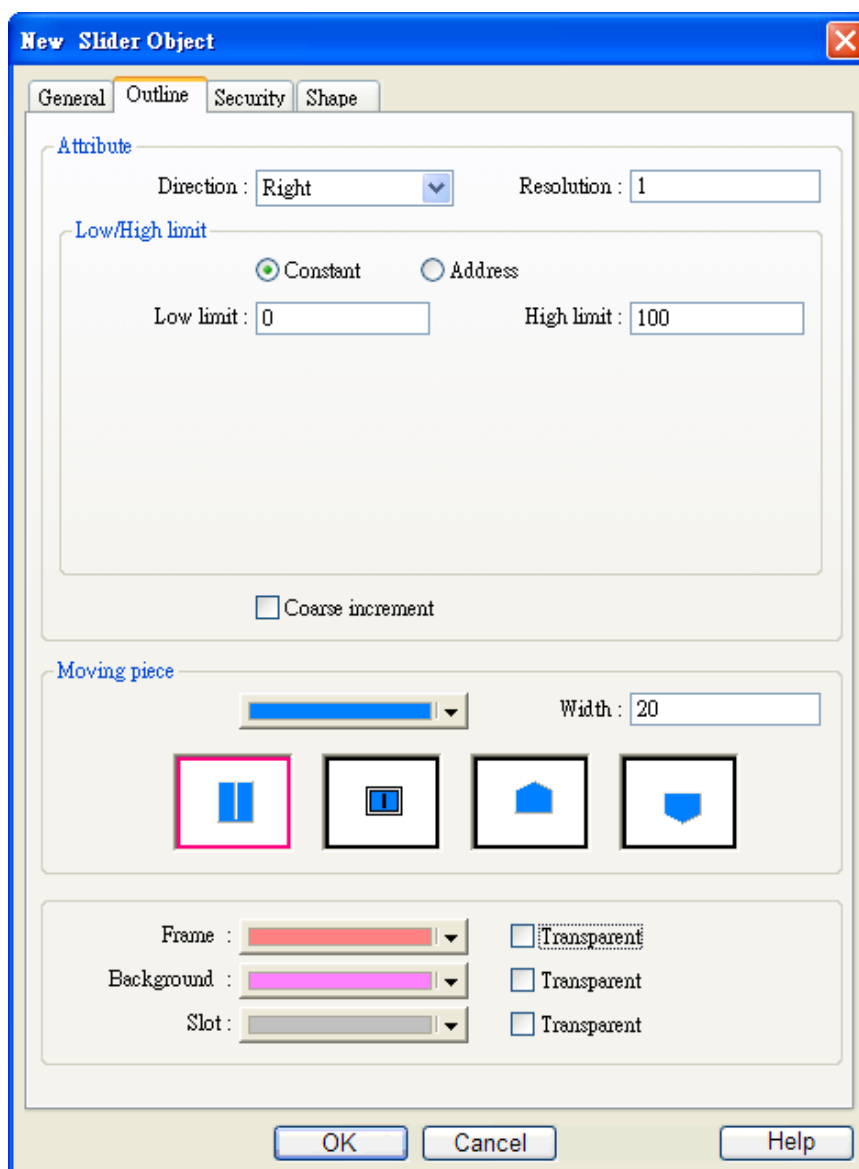 New Slider Object
General Outline Security Shape
Attribute
Direction : Right Resolution : 1
Low/High limit
Constant Address
Low limit : 0 High limit : 100
Coarse increment
Moving piece
Width : 20
Frame : Transparent
Background : Transparent
Slot : Transparent
OK Cancel Help